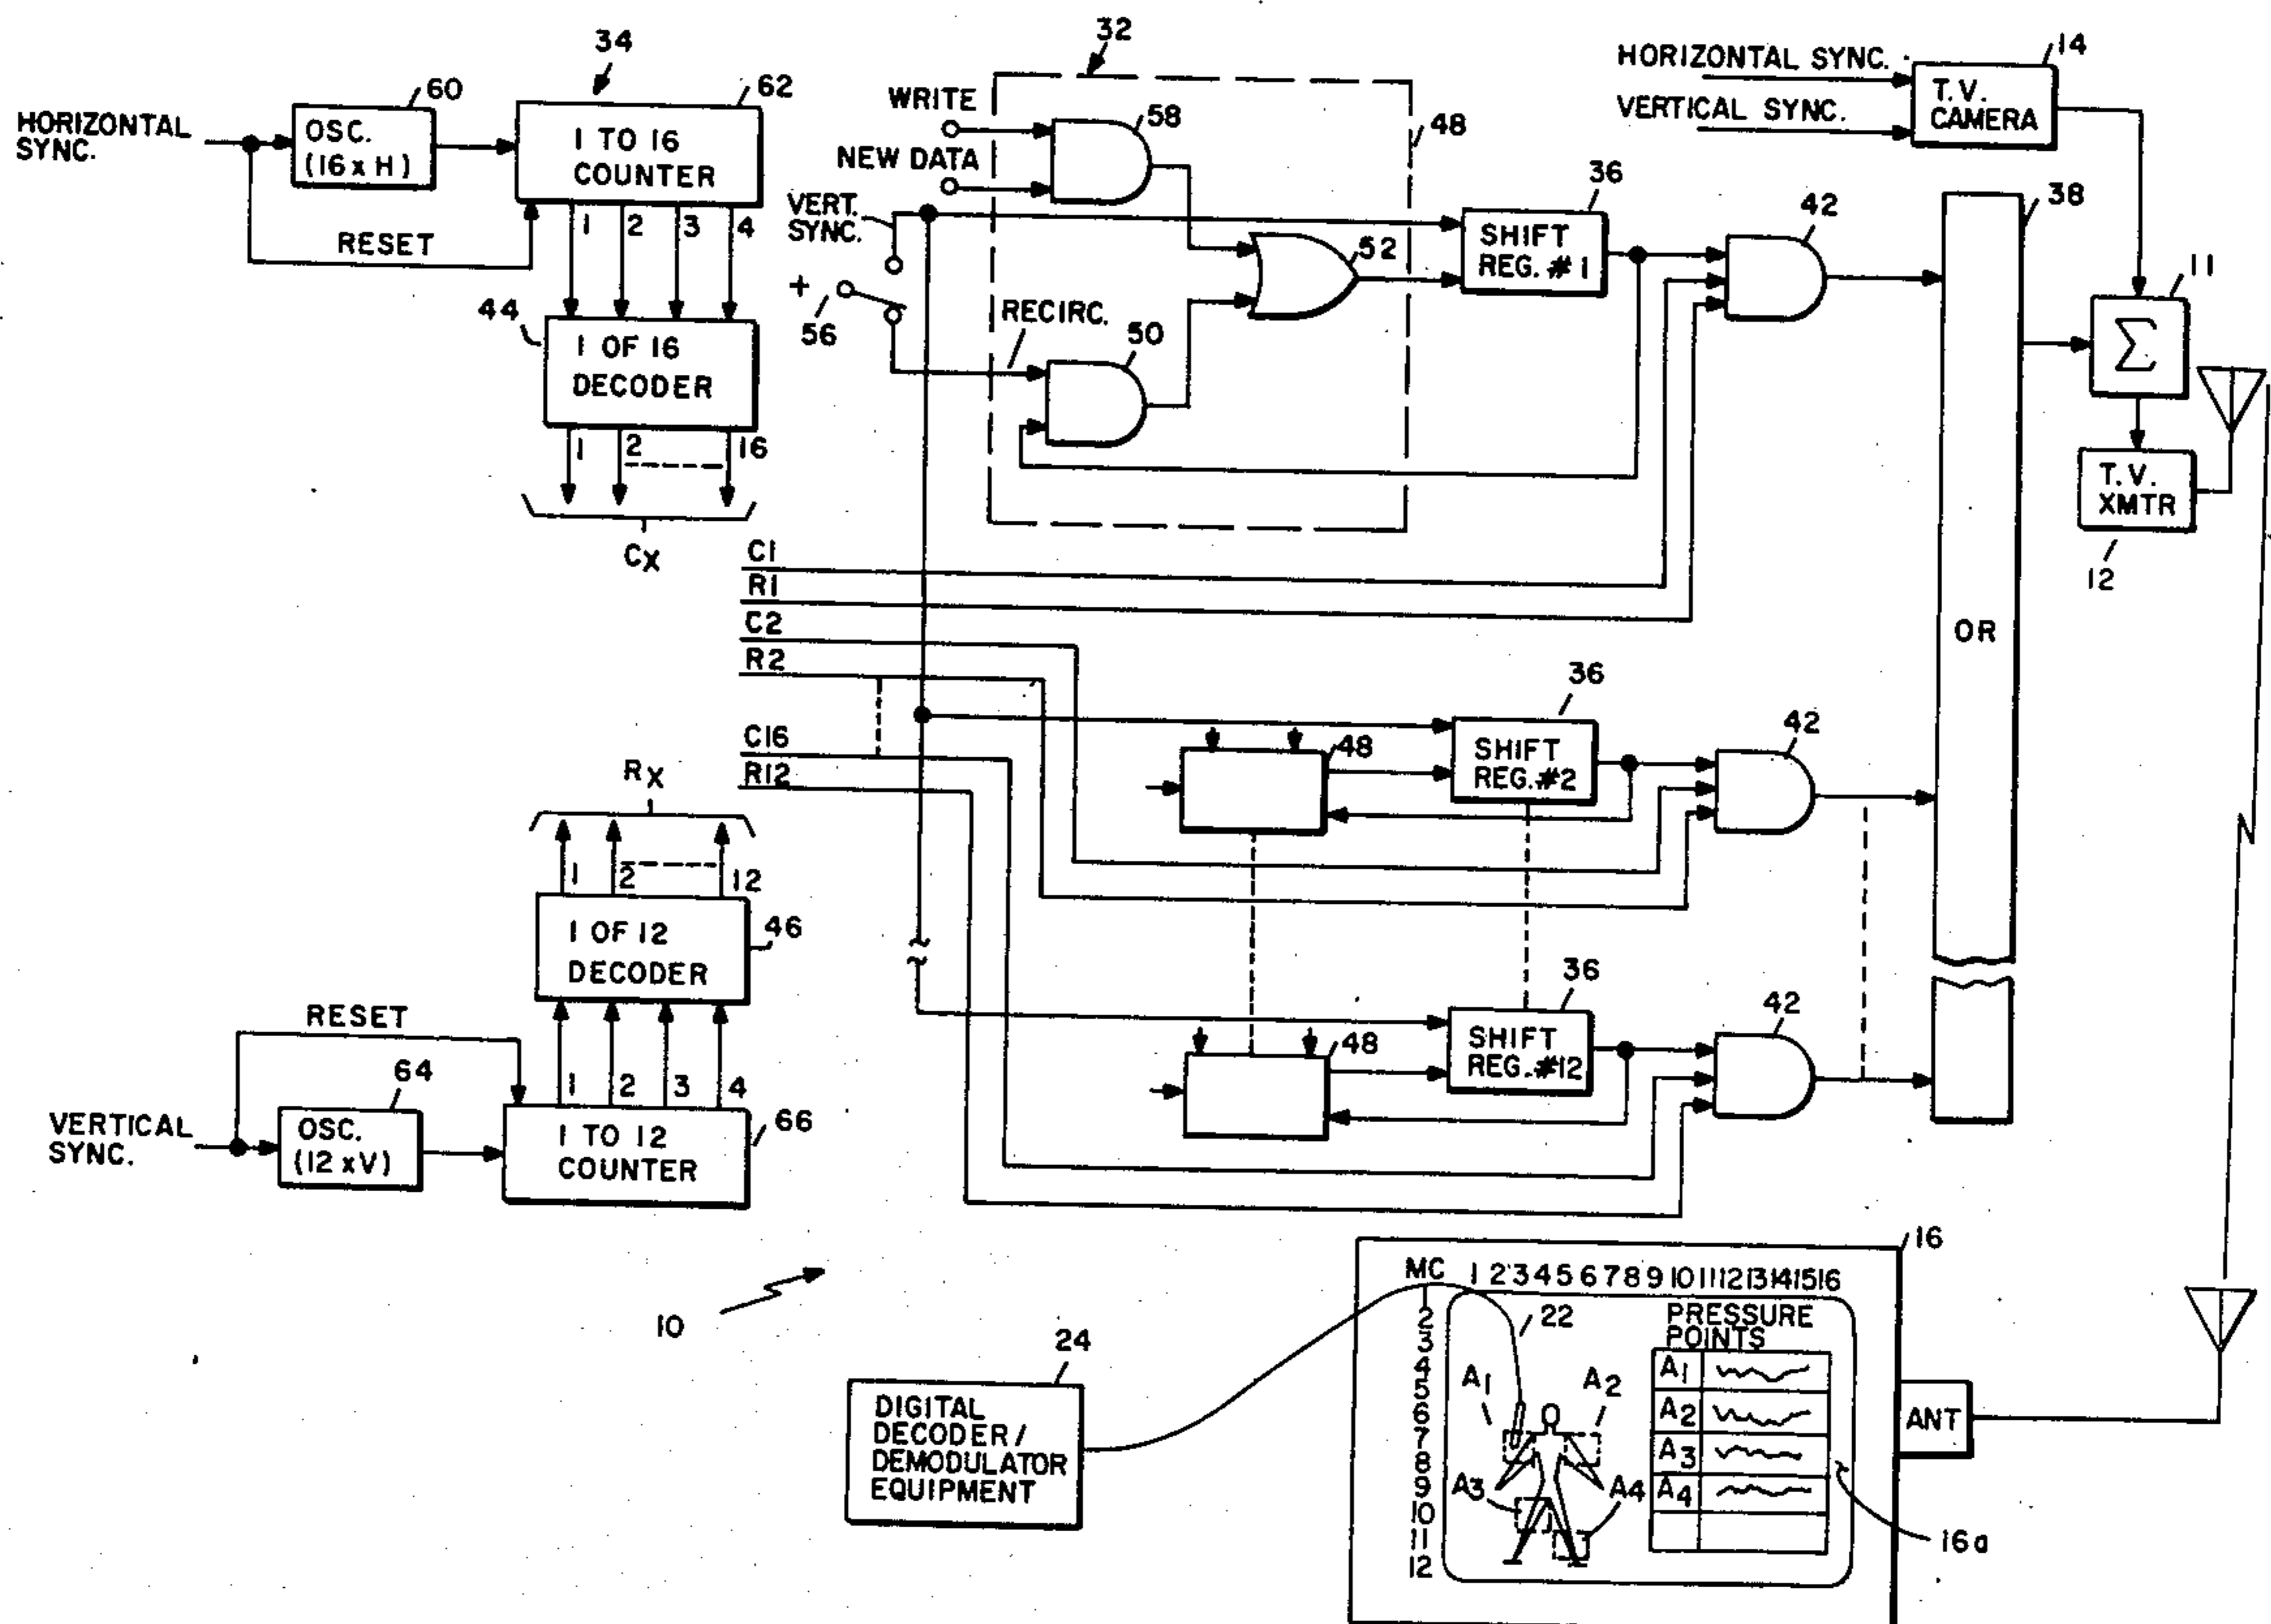 34
32
HORIZONTAL SYNC.
14
60
62
WRITE
T.V.
CAMERA
HORIZONTAL
SYNC.
OSC.
(16 x H)
1 TO 16
COUNTER
58
48
VERTICAL SYNC.
NEW DATA
36
VERT.
SYNC.
42
38
RESET
1 2 3 4
52
SHIFT
REG. #1
11
+
56
RECIRC.
44
1 OF 16
DECODER
50
Σ
1 2 16
T.V.
XMTR
CX
12
C1
R1
C2
R2
OR
36
C16
R12
48
SHIFT
REG. #2
42
RX
1 2 12
1 OF 12
DECODER
46
36
42
RESET
48
SHIFT
REG. #12
64
1 2 3 4
VERTICAL
SYNC.
OSC.
(12 x V)
1 TO 12
COUNTER
66
16
10
MC 1 2 3 4 5 6 7 8 9 10 11 12 13 14 15 16
1
2
3
4
5
6
7
8
9
10
11
12
22
PRESSURE
POINTS
A1
A2
A3
A4
A1
A2
A3
A4
24
DIGITAL
DECODER/
DEMODULATOR
EQUIPMENT
ANT
16a